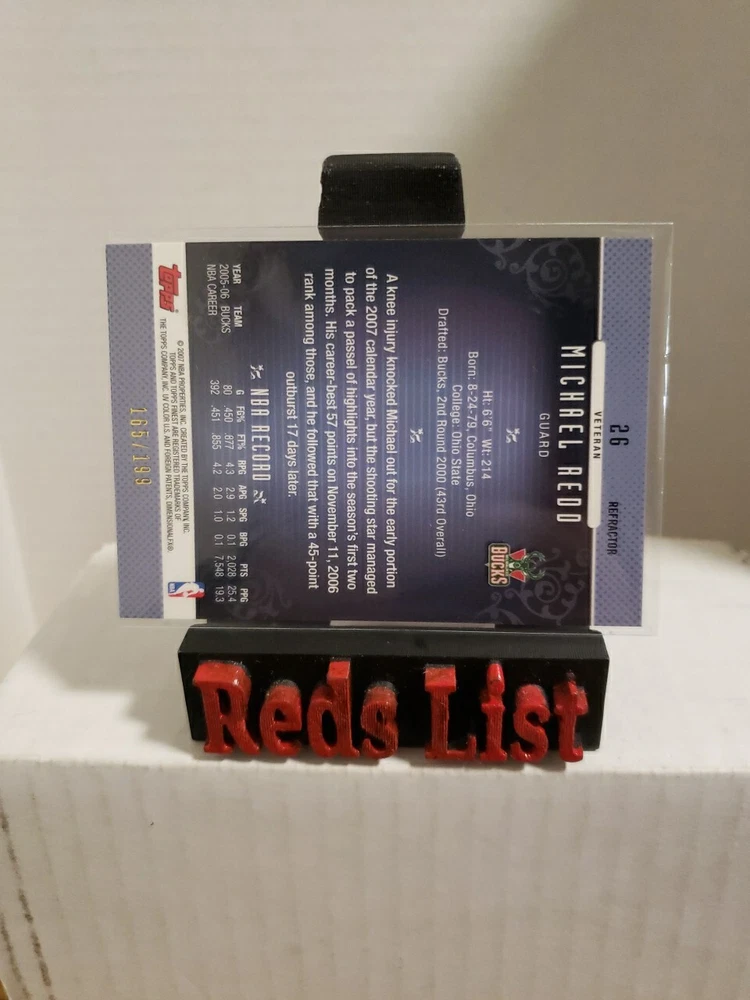 26
REFRACTOR
VETERAN
MICHAEL REDD
GUARD
BUCKS
Ht: 6'6" Wt: 214
Born: 8-24-79, Columbus, Ohio
College: Ohio State
Drafted: Bucks, 2nd Round 2000 (43rd Overall)
A knee injury knocked Michael out for the early portion
of the 2007 calendar year, but the shooting star managed
to pack a passel of highlights into the season's first two
months. His career-best 57 points on November 11, 2006
rank among those, and he followed that with a 45-point
outburst 17 days later.
NBA RECORD
YEAR TEAM G FG% FT% RPG APG SPG BPG PTS PPG
2005-06 BUCKS 80 .450 .877 4.3 2.9 1.2 0.1 2,028 25.4
NBA CAREER 392 .451 .855 4.2 2.0 1.0 0.1 7,548 19.3
topps
© 2007 NBA PROPERTIES, INC. CREATED BY THE TOPPS COMPANY, INC.
TOPPS AND TOPPS FINEST ARE REGISTERED TRADEMARKS OF
THE TOPPS COMPANY, INC. UV COLOR U.S. AND FOREIGN PATENTS, DIMENSIONAL FX®.
NBA
165/199
Reds List